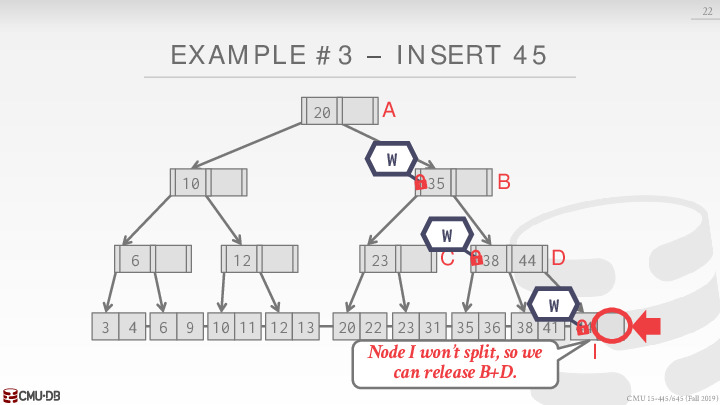 22
EXAMPLE #3 – INSERT 45
20 A
W
10 35 B
W
6 12 23 C 38 44 D
W
3 4 6 9 10 11 12 13 20 22 23 31 35 36 38 41
Node I won't split, so we
can release B+D.
I
CMU-DB
CMU 15-445/645 (Fall 2019)